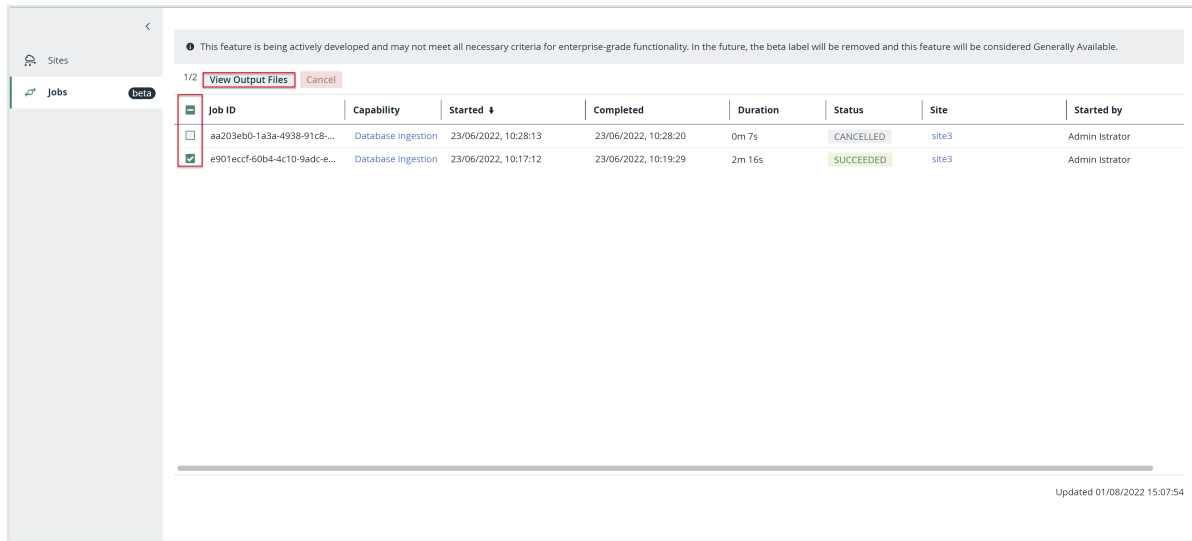 This feature is being actively developed and may not meet all necessary criteria for enterprise-grade functionality. In the future, the beta label will be removed and this feature will be considered Generally Available.
Sites
Jobs beta
1/2 View Output Files Cancel
Job ID Capability Started Completed Duration Status Site Started by
aa203eb0-1a3a-4938-91c8-... Database ingestion 23/06/2022, 10:28:13 23/06/2022, 10:28:20 0m 7s CANCELLED site3 Admin Istrator
e901eccf-60b4-4c10-9adc-e... Database ingestion 23/06/2022, 10:17:12 23/06/2022, 10:19:29 2m 16s SUCCEEDED site3 Admin Istrator
Updated 01/08/2022 15:07:54